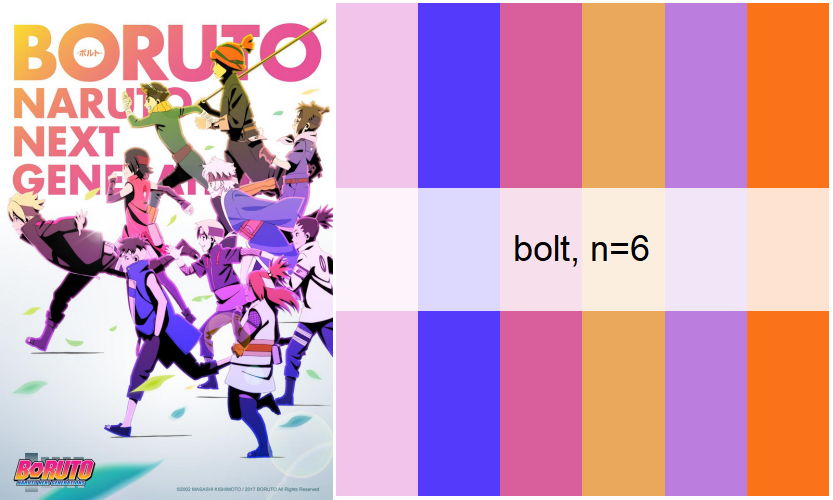 BORUTO
-ボルト-
NARUTO
NEXT
GENERA
bolt, n=6
BORUTO
NARUTO NEXT GENERATIONS
©2002 MASASHI KISHIMOTO / 2017 BORUTO All Rights Reserved.